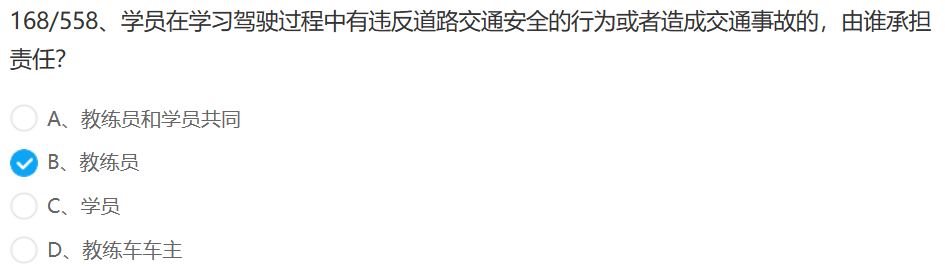 168/558、学员在学习驾驶过程中有违反道路交通安全的行为或者造成交通事故的，由谁承担
责任?
A、教练员和学员共同
B、教练员
C、学员
D、教练车车主